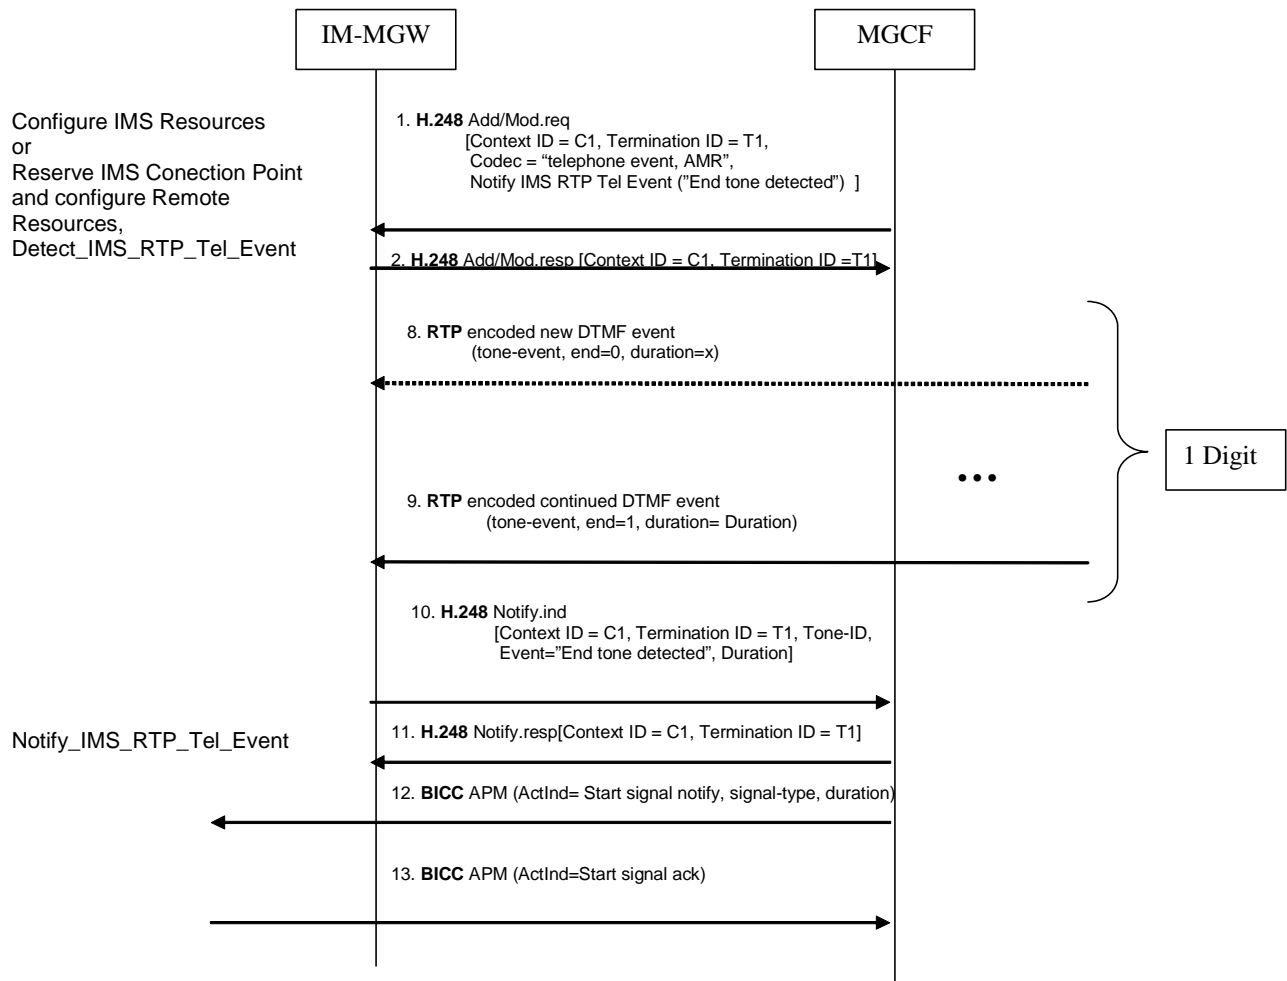 IM-MGW
MGCF
Configure IMS Resources
or
Reserve IMS Conection Point
and configure Remote
Resources,
Detect_IMS_RTP_Tel_Event
1. H.248 Add/Mod.req
[Context ID = C1, Termination ID = T1,
Codec = “telephone event, AMR”,
Notify IMS RTP Tel Event (”End tone detected”) ]
2. H.248 Add/Mod.resp [Context ID = C1, Termination ID =T1]
8. RTP encoded new DTMF event
(tone-event, end=0, duration=x)
1 Digit
...
9. RTP encoded continued DTMF event
(tone-event, end=1, duration= Duration)
10. H.248 Notify.ind
[Context ID = C1, Termination ID = T1, Tone-ID,
Event=”End tone detected”, Duration]
Notify_IMS_RTP_Tel_Event
11. H.248 Notify.resp[Context ID = C1, Termination ID = T1]
12. BICC APM (ActInd= Start signal notify, signal-type, duration)
13. BICC APM (ActInd=Start signal ack)